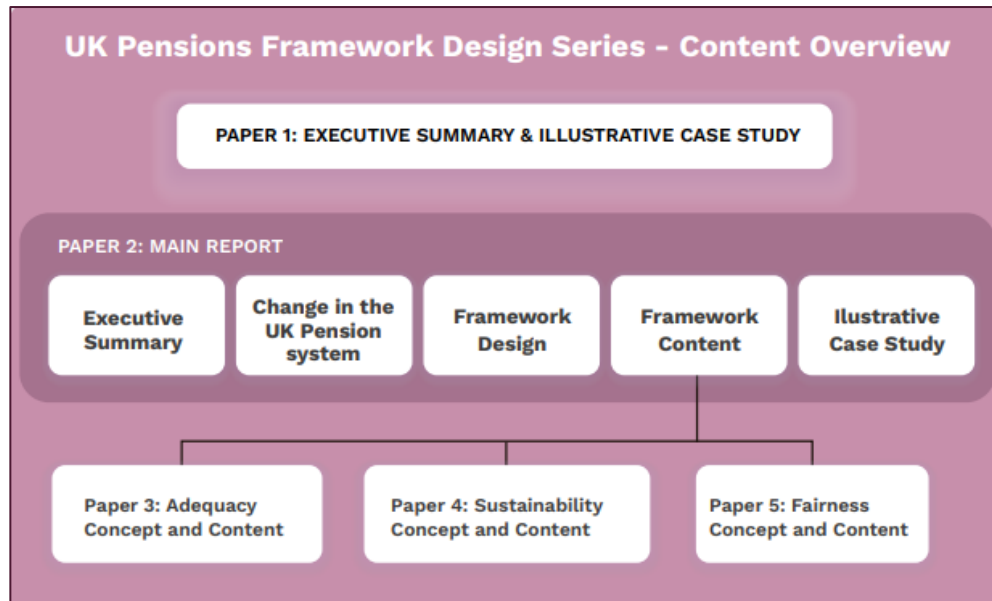 UK Pensions Framework Design Series - Content Overview
PAPER 1: EXECUTIVE SUMMARY & ILLUSTRATIVE CASE STUDY
PAPER 2: MAIN REPORT
Executive
Summary
Change in the
UK Pension
system
Framework
Design
Framework
Content
Ilustrative
Case Study
Paper 3: Adequacy
Concept and Content
Paper 4: Sustainability
Concept and Content
Paper 5: Fairness
Concept and Content